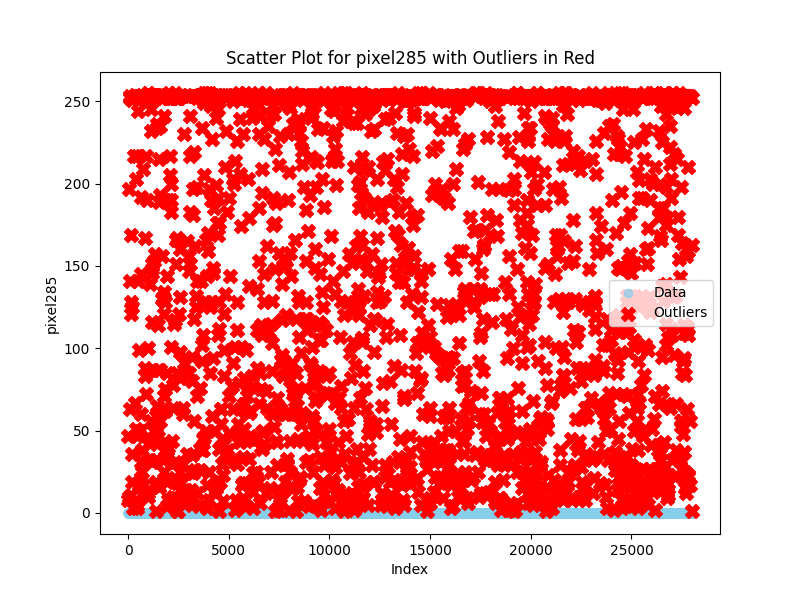 Scatter Plot for pixel285 with Outliers in Red
250
200
150
100
50
0
pixel285
Data
Outliers
0 5000 10000 15000 20000 25000
Index